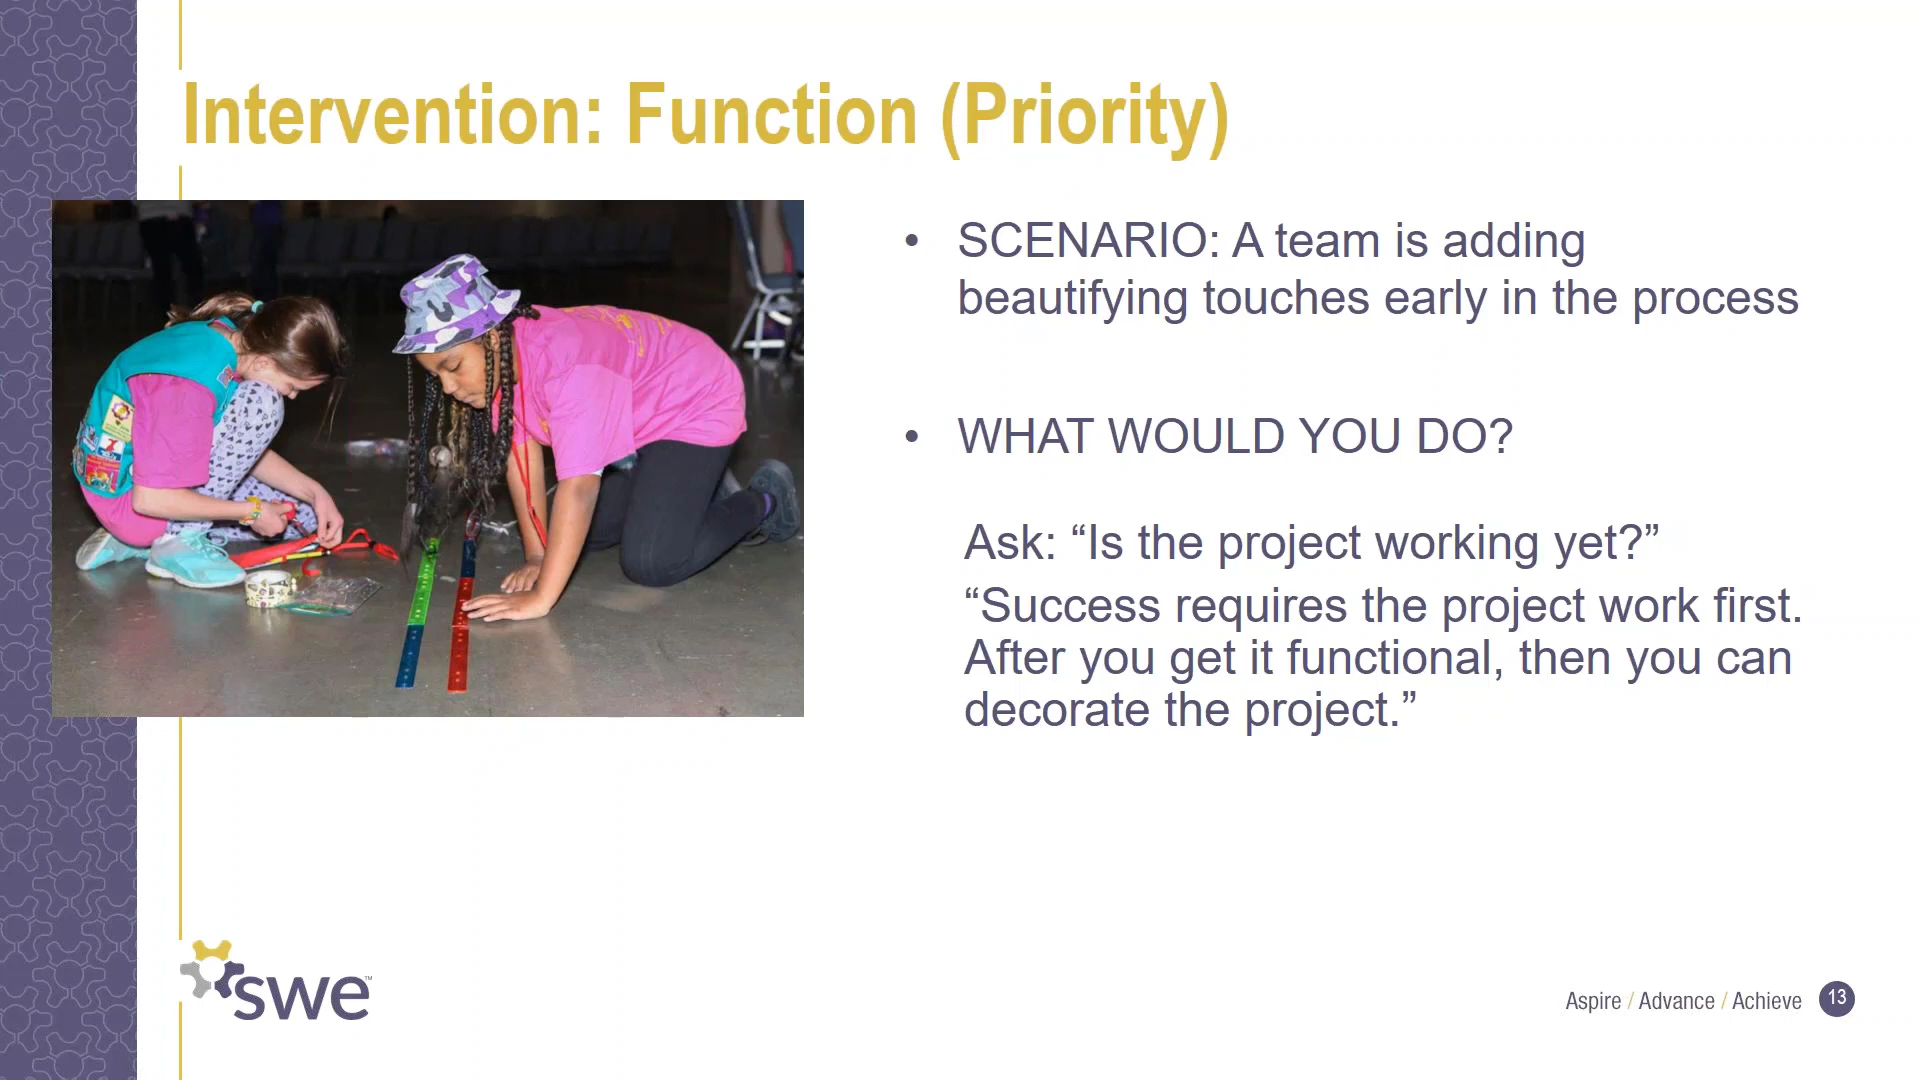 Intervention: Function (Priority)
• SCENARIO: A team is adding
beautifying touches early in the process
• WHAT WOULD YOU DO?
Ask: “Is the project working yet?”
“Success requires the project work first.
After you get it functional, then you can
decorate the project.”
swe™
Aspire / Advance / Achieve 13